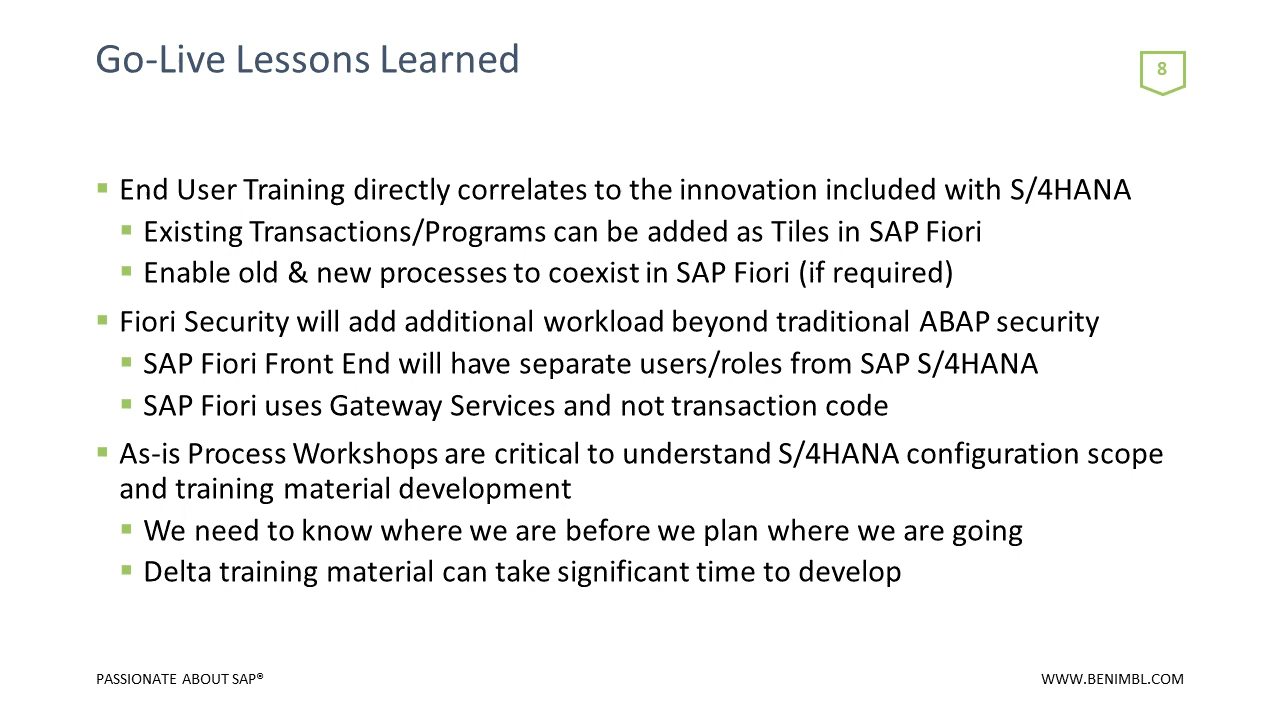 Go-Live Lessons Learned
8
End User Training directly correlates to the innovation included with S/4HANA
Existing Transactions/Programs can be added as Tiles in SAP Fiori
Enable old & new processes to coexist in SAP Fiori (if required)
Fiori Security will add additional workload beyond traditional ABAP security
SAP Fiori Front End will have separate users/roles from SAP S/4HANA
SAP Fiori uses Gateway Services and not transaction code
As-is Process Workshops are critical to understand S/4HANA configuration scope
and training material development
We need to know where we are before we plan where we are going
Delta training material can take significant time to develop
PASSIONATE ABOUT SAP®
WWW.BENIMBL.COM